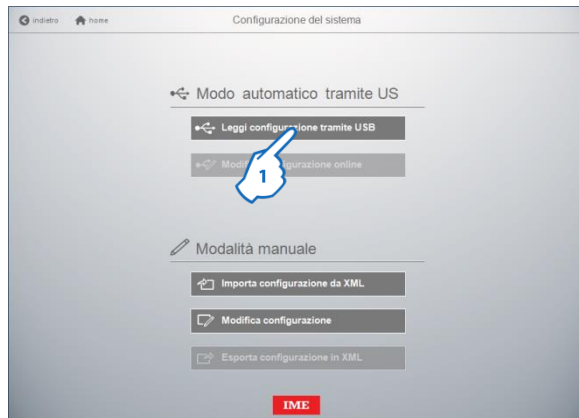 indietro home Configurazione del sistema
Modo automatico tramite US
Leggi configurazione tramite USB
1
Modalità manuale
Importa configurazione da XML
Modifica configurazione
Esporta configurazione in XML
IME